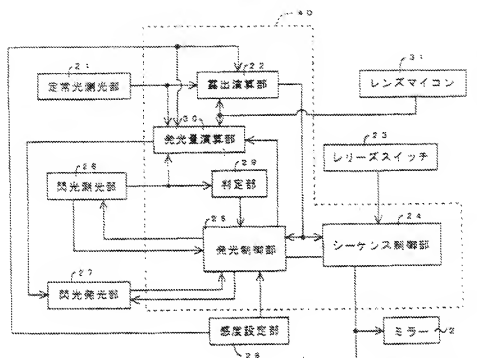 40
21
定常光測光部
22
露出演算部
31
レンズマイコン
30
発光量演算部
23
レリーズスイッチ
26
閃光測光部
29
判定部
25
発光制御部
24
シーケンス制御部
27
閃光発光部
感度設定部
28
ミラー 〜2